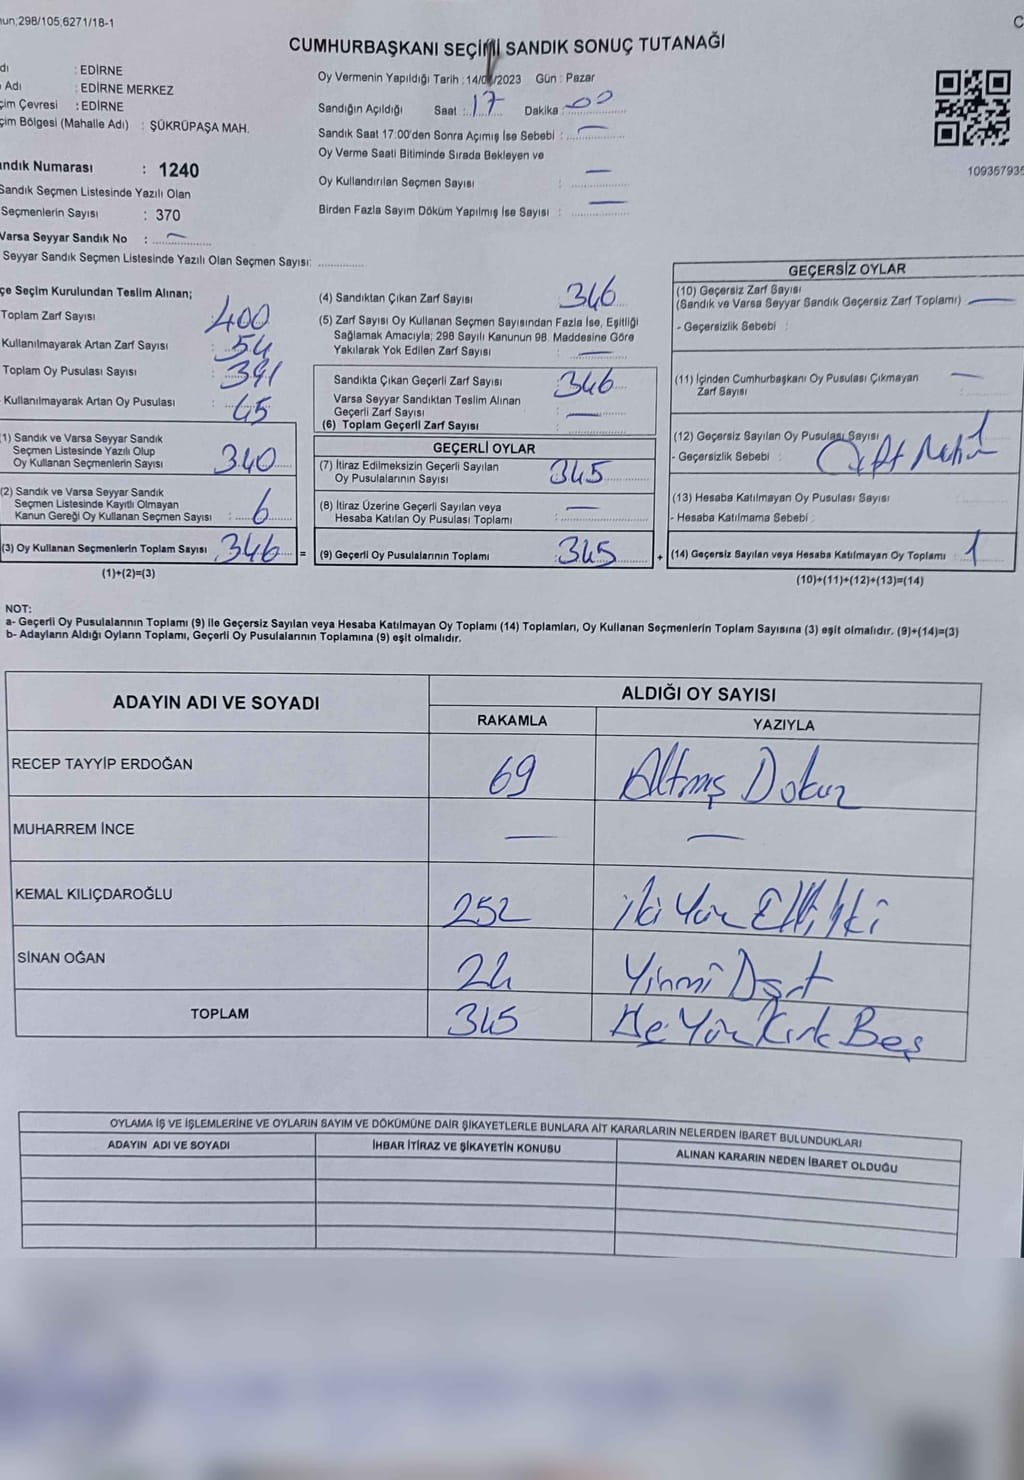 nun;298/105;6271/18-1
CUMHURBAŞKANI SEÇİMİ SANDIK SONUÇ TUTANAĞI
dı : EDİRNE
Adı : EDİRNE MERKEZ
çim Çevresi : EDİRNE
çim Bölgesi (Mahalle Adı) : ŞÜKRÜPAŞA MAH.
ndık Numarası : 1240
Sandık Seçmen Listesinde Yazılı Olan
Seçmenlerin Sayısı : 370
Varsa Seyyar Sandık No : —
Seyyar Sandık Seçmen Listesinde Yazılı Olan Seçmen Sayısı:
Oy Vermenin Yapıldığı Tarih :14/0 /2023 Gün : Pazar
Sandığın Açıldığı Saat : 17 Dakika : 00
Sandık Saat 17:00'den Sonra Açımış İse Sebebi : —
Oy Verme Saati Bitiminde Sırada Bekleyen ve
Oy Kullandırılan Seçmen Sayısı : —
Birden Fazla Sayım Döküm Yapılmış İse Sayısı : —
109357935
çe Seçim Kurulundan Teslim Alınan;
Toplam Zarf Sayısı : 400
Kullanılmayarak Artan Zarf Sayısı : 54
Toplam Oy Pusulası Sayısı : 391
Kullanılmayarak Artan Oy Pusulası : 45
1) Sandık ve Varsa Seyyar Sandık
Seçmen Listesinde Yazılı Olup
Oy Kullanan Seçmenlerin Sayısı 340
(2) Sandık ve Varsa Seyyar Sandık
Seçmen Listesinde Kayıtlı Olmayan
Kanun Gereği Oy Kullanan Seçmen Sayısı : 6
(3) Oy Kullanan Seçmenlerin Toplam Sayısı 346 =
(1)+(2)=(3)
(4) Sandıktan Çıkan Zarf Sayısı 346
(5) Zarf Sayısı Oy Kullanan Seçmen Sayısından Fazla İse, Eşitliği
Sağlamak Amacıyla; 298 Sayılı Kanunun 98. Maddesine Göre
Yakılarak Yok Edilen Zarf Sayısı : —
Sandıkta Çıkan Geçerli Zarf Sayısı 346
Varsa Seyyar Sandıktan Teslim Alınan
Geçerli Zarf Sayısı : —
(6) Toplam Geçerli Zarf Sayısı :
GEÇERLİ OYLAR
(7) İtiraz Edilmeksizin Geçerli Sayılan
Oy Pusulalarının Sayısı 345
(8) İtiraz Üzerine Geçerli Sayılan veya
Hesaba Katılan Oy Pusulası Toplamı : —
(9) Geçerli Oy Pusulalarının Toplamı : 345 +
GEÇERSİZ OYLAR
(10) Geçersiz Zarf Sayısı
(Sandık ve Varsa Seyyar Sandık Geçersiz Zarf Toplamı) —
- Geçersizlik Sebebi :
(11) İçinden Cumhurbaşkanı Oy Pusulası Çıkmayan —
Zarf Sayısı
(12) Geçersiz Sayılan Oy Pusulası Sayısı 1
- Geçersizlik Sebebi :
(13) Hesaba Katılmayan Oy Pusulası Sayısı
- Hesaba Katılmama Sebebi :
(14) Geçersiz Sayılan veya Hesaba Katılmayan Oy Toplamı : 1
(10)+(11)+(12)+(13)=(14)
NOT:
a- Geçerli Oy Pusulalarının Toplamı (9) ile Geçersiz Sayılan veya Hesaba Katılmayan Oy Toplamı (14) Toplamları, Oy Kullanan Seçmenlerin Toplam Sayısına (3) eşit olmalıdır. (9)+(14)=(3)
b- Adayların Aldığı Oyların Toplamı, Geçerli Oy Pusulalarının Toplamına (9) eşit olmalıdır.
ADAYIN ADI VE SOYADI ALDIĞI OY SAYISI
RAKAMLA YAZIYLA
RECEP TAYYİP ERDOĞAN 69 Altmış Dokuz
MUHARREM İNCE — —
KEMAL KILIÇDAROĞLU 252 iki Yüz Elli İki
SİNAN OĞAN 24 Yirmi Dört
TOPLAM 345 Üç Yüz Kırk Beş
OYLAMA İŞ VE İŞLEMLERİNE VE OYLARIN SAYIM VE DÖKÜMÜNE DAİR ŞİKAYETLERLE BUNLARA AİT KARARLARIN NELERDEN İBARET BULUNDUKLARI
ADAYIN ADI VE SOYADI İHBAR İTİRAZ VE ŞİKAYETİN KONUSU ALINAN KARARIN NEDEN İBARET OLDUĞU